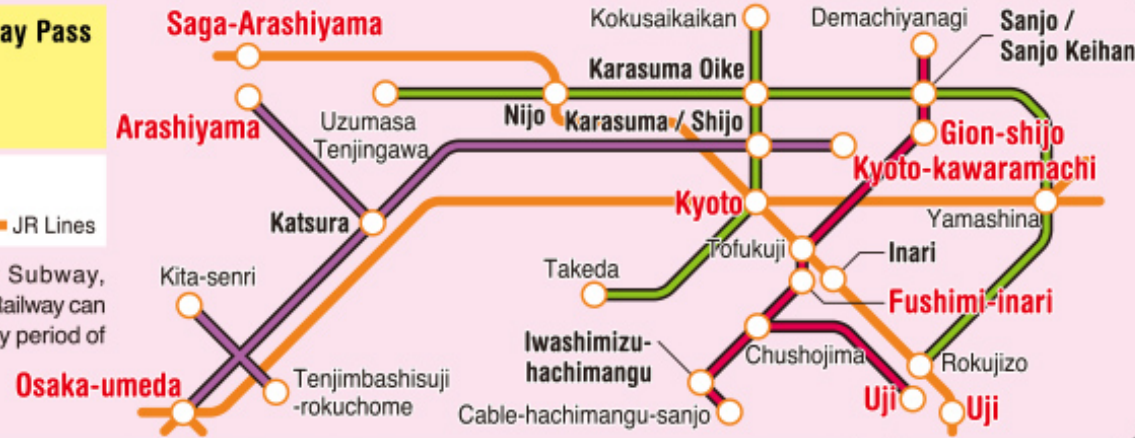 ay Pass
JR Lines
Subway,
Railway can
y period of
Saga-Arashiyama
Arashiyama
Uzumasa
Tenjingawa
Nijo
Kokusaikaikan
Karasuma Oike
Karasuma / Shijo
Demachiyanagi
Sanjo /
Sanjo Keihan
Gion-shijo
Kyoto-kawaramachi
Katsura
Kyoto
Yamashina
Tofukuji
Inari
Takeda
Fushimi-inari
Kita-senri
Iwashimizu-
hachimangu
Chushojima
Rokujizo
Osaka-umeda
Tenjimbashisuji
-rokuchome
Cable-hachimangu-sanjo
Uji
Uji